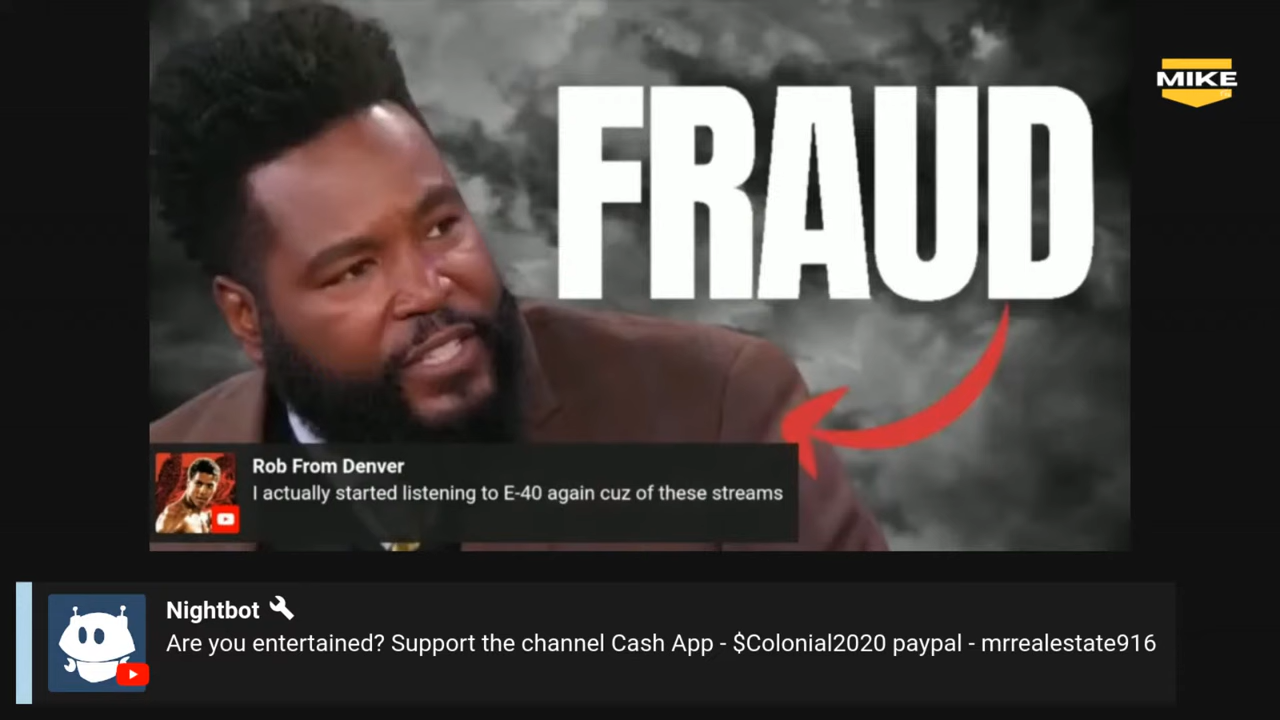 MIKE
FRAUD
Rob From Denver
I actually started listening to E-40 again cuz of these streams
Nightbot
Are you entertained? Support the channel Cash App - $Colonial2020 paypal - mrrealestate916